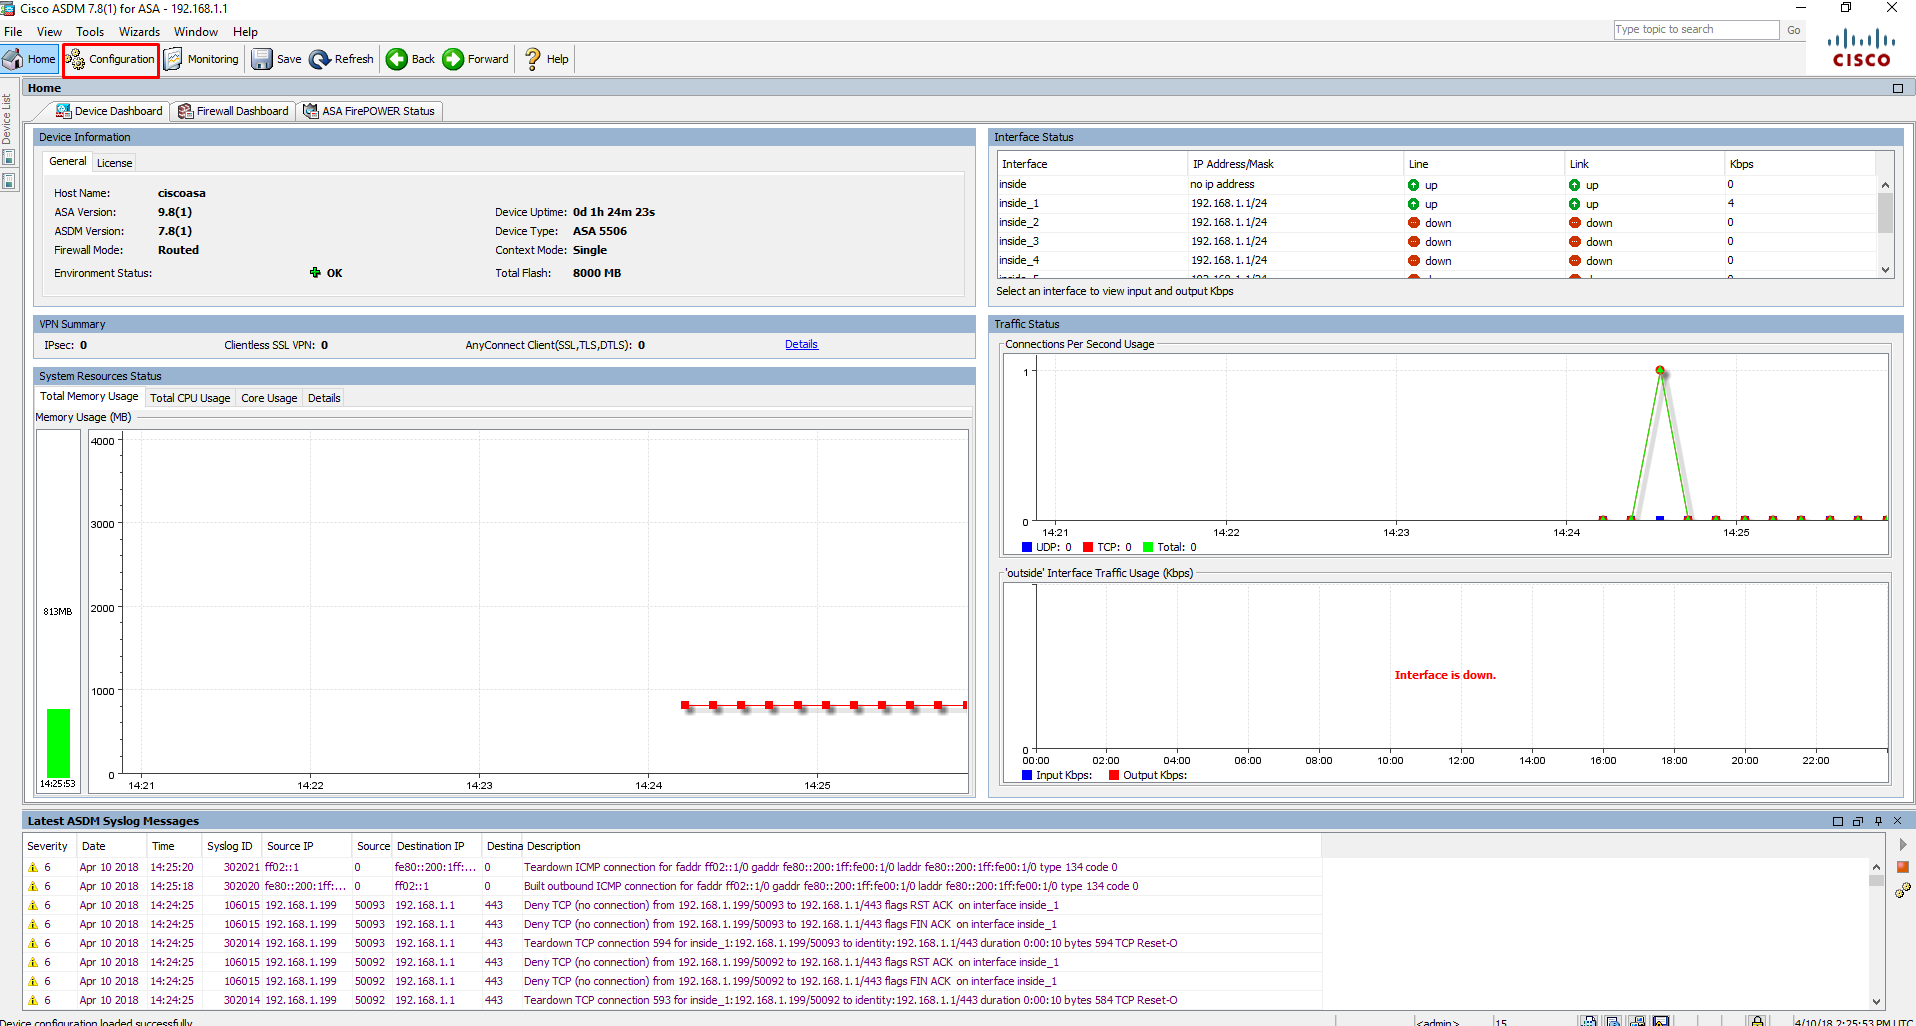 Cisco ASDM 7.8(1) for ASA - 192.168.1.1
File View Tools Wizards Window Help
Type topic to search Go
Home Configuration Monitoring Save Refresh Back Forward Help
CISCO
Device List
Home
Device Dashboard Firewall Dashboard ASA FirePOWER Status
Device Information
General License
Host Name: ciscoasa
ASA Version: 9.8(1) Device Uptime: 0d 1h 24m 23s
ASDM Version: 7.8(1) Device Type: ASA 5506
Firewall Mode: Routed Context Mode: Single
Environment Status: OK Total Flash: 8000 MB
Interface Status
Interface IP Address/Mask Line Link Kbps
inside no ip address up up 0
inside_1 192.168.1.1/24 up up 4
inside_2 192.168.1.1/24 down down 0
inside_3 192.168.1.1/24 down down 0
inside_4 192.168.1.1/24 down down 0
Select an interface to view input and output Kbps
VPN Summary
IPsec: 0 Clientless SSL VPN: 0 AnyConnect Client(SSL,TLS,DTLS): 0 Details
System Resources Status
Total Memory Usage Total CPU Usage Core Usage Details
Memory Usage (MB)
4000
3000
2000
1000
0
813MB
14:25:53
14:21 14:22 14:23 14:24 14:25
Traffic Status
Connections Per Second Usage
1
0
14:21 14:22 14:23 14:24 14:25
UDP: 0 TCP: 0 Total: 0
'outside' Interface Traffic Usage (Kbps)
Interface is down.
0
00:00 02:00 04:00 06:00 08:00 10:00 12:00 14:00 16:00 18:00 20:00 22:00
Input Kbps: Output Kbps:
Latest ASDM Syslog Messages
Severity Date Time Syslog ID Source IP Source Destination IP Destina Description
6 Apr 10 2018 14:25:20 302021 ff02::1 0 fe80::200:1ff:... 0 Teardown ICMP connection for faddr ff02::1/0 gaddr fe80::200:1ff:fe00:1/0 laddr fe80::200:1ff:fe00:1/0 type 134 code 0
6 Apr 10 2018 14:25:18 302020 fe80::200:1ff:... 0 ff02::1 0 Built outbound ICMP connection for faddr ff02::1/0 gaddr fe80::200:1ff:fe00:1/0 laddr fe80::200:1ff:fe00:1/0 type 134 code 0
6 Apr 10 2018 14:24:25 106015 192.168.1.199 50093 192.168.1.1 443 Deny TCP (no connection) from 192.168.1.199/50093 to 192.168.1.1/443 flags RST ACK on interface inside_1
6 Apr 10 2018 14:24:25 106015 192.168.1.199 50093 192.168.1.1 443 Deny TCP (no connection) from 192.168.1.199/50093 to 192.168.1.1/443 flags FIN ACK on interface inside_1
6 Apr 10 2018 14:24:25 302014 192.168.1.199 50093 192.168.1.1 443 Teardown TCP connection 594 for inside_1:192.168.1.199/50093 to identity:192.168.1.1/443 duration 0:00:10 bytes 594 TCP Reset-O
6 Apr 10 2018 14:24:25 106015 192.168.1.199 50092 192.168.1.1 443 Deny TCP (no connection) from 192.168.1.199/50092 to 192.168.1.1/443 flags RST ACK on interface inside_1
6 Apr 10 2018 14:24:25 106015 192.168.1.199 50092 192.168.1.1 443 Deny TCP (no connection) from 192.168.1.199/50092 to 192.168.1.1/443 flags FIN ACK on interface inside_1
6 Apr 10 2018 14:24:25 302014 192.168.1.199 50092 192.168.1.1 443 Teardown TCP connection 593 for inside_1:192.168.1.199/50092 to identity:192.168.1.1/443 duration 0:00:10 bytes 584 TCP Reset-O
Device configuration loaded successfully. <admin> 15 4/10/18 2:25:53 PM UTC